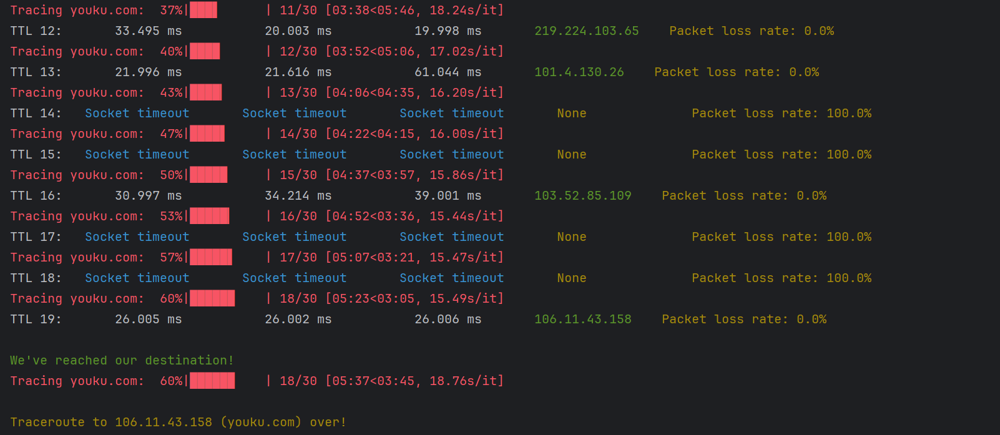 Tracing youku.com:  37%|████      | 11/30 [03:38<05:46, 18.24s/it]
TTL 12:       33.495 ms           20.003 ms           19.998 ms       219.224.103.65    Packet loss rate: 0.0%
Tracing youku.com:  40%|████      | 12/30 [03:52<05:06, 17.02s/it]
TTL 13:       21.996 ms           21.616 ms           61.044 ms       101.4.130.26    Packet loss rate: 0.0%
Tracing youku.com:  43%|████▎     | 13/30 [04:06<04:35, 16.20s/it]
TTL 14:   Socket timeout       Socket timeout       Socket timeout       None              Packet loss rate: 100.0%
Tracing youku.com:  47%|████▋     | 14/30 [04:22<04:15, 16.00s/it]
TTL 15:   Socket timeout       Socket timeout       Socket timeout       None              Packet loss rate: 100.0%
Tracing youku.com:  50%|█████     | 15/30 [04:37<03:57, 15.86s/it]
TTL 16:       30.997 ms           34.214 ms           39.001 ms       103.52.85.109    Packet loss rate: 0.0%
Tracing youku.com:  53%|█████▎    | 16/30 [04:52<03:36, 15.44s/it]
TTL 17:   Socket timeout       Socket timeout       Socket timeout       None              Packet loss rate: 100.0%
Tracing youku.com:  57%|█████▋    | 17/30 [05:07<03:21, 15.47s/it]
TTL 18:   Socket timeout       Socket timeout       Socket timeout       None              Packet loss rate: 100.0%
Tracing youku.com:  60%|██████    | 18/30 [05:23<03:05, 15.49s/it]
TTL 19:       26.005 ms           26.002 ms           26.006 ms       106.11.43.158    Packet loss rate: 0.0%
We've reached our destination!
Tracing youku.com:  60%|██████    | 18/30 [05:37<03:45, 18.76s/it]
Traceroute to 106.11.43.158 (youku.com) over!